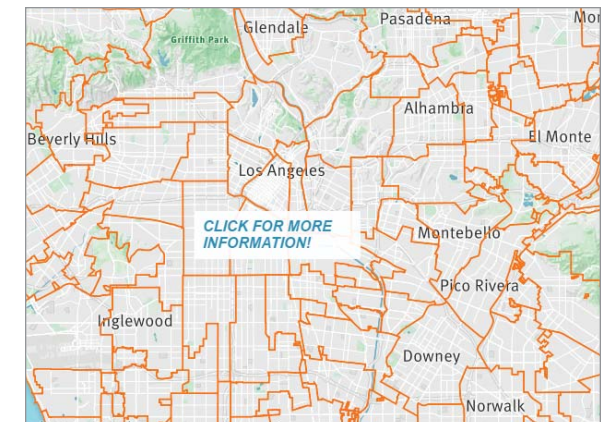 Glendale
Pasadena
Griffith Park
Alhambra
Beverly Hills
El Monte
Los Angeles
CLICK FOR MORE
INFORMATION!
Montebello
Pico Rivera
Inglewood
Downey
Norwalk